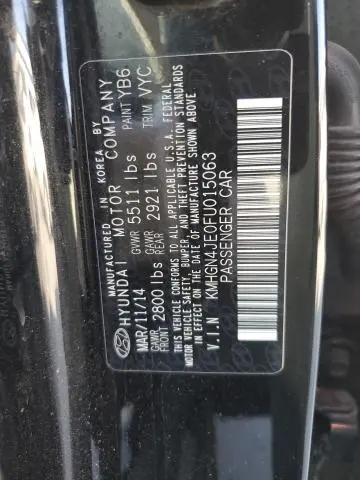 MANUFACTURED IN KOREA BY
HYUNDAI MOTOR COMPANY
MAR/11/14 GVWR 5511 lbs PAINT YB6
GAWR FRONT 2800 lbs GAWR REAR 2921 lbs TRIM VYC
THIS VEHICLE CONFORMS TO ALL APPLICABLE U.S.A. FEDERAL
MOTOR VEHICLE SAFETY, BUMPER, AND THEFT PREVENTION STANDARDS
IN EFFECT ON THE DATE OF MANUFACTURE SHOWN ABOVE
V.I.N KMHGN4JE0FU015063
PASSENGER CAR